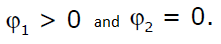 φ₁ > 0 and φ₂ = 0.